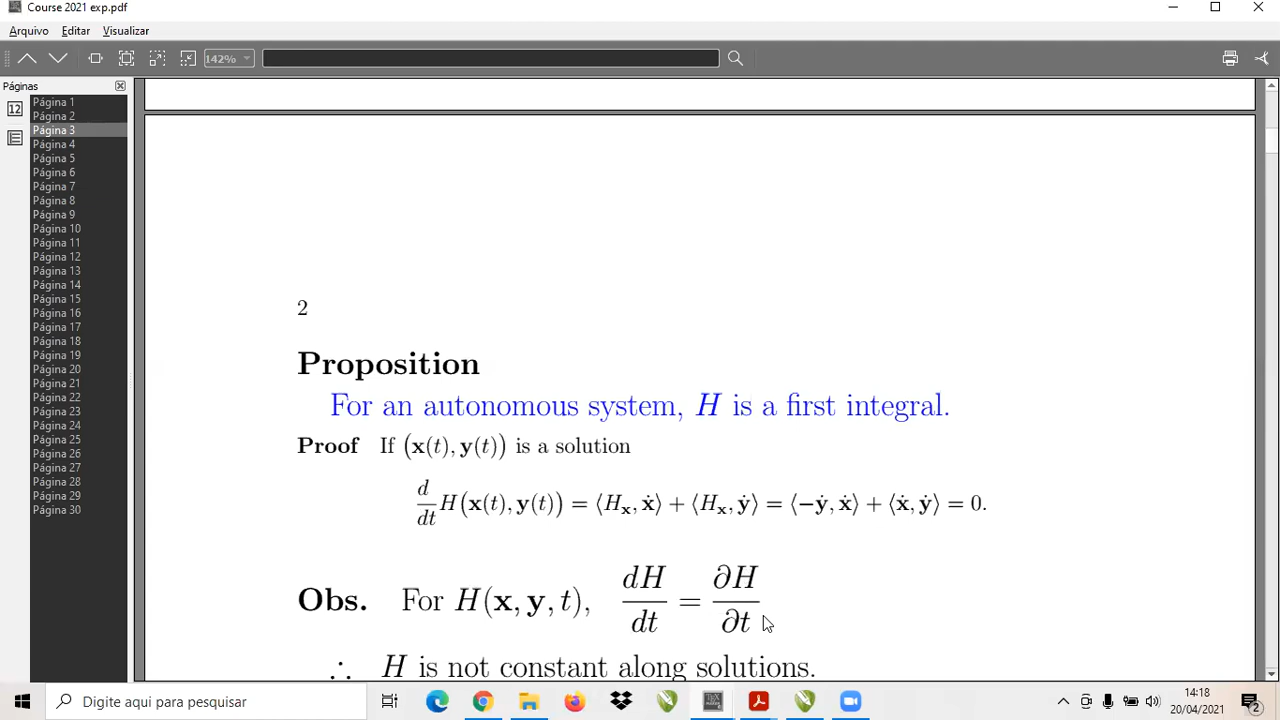 Course 2021 exp.pdf
Arquivo Editar Visualizar
142%
Páginas
12
Página 1
Página 2
Página 3
Página 4
Página 5
Página 6
Página 7
Página 8
Página 9
Página 10
Página 11
Página 12
Página 13
Página 14
Página 15
Página 16
Página 17
Página 18
Página 19
Página 20
Página 21
Página 22
Página 23
Página 24
Página 25
Página 26
Página 27
Página 28
Página 29
Página 30
2
Proposition
For an autonomous system, H is a first integral.
Proof If (x(t), y(t)) is a solution
d/dt H(x(t), y(t)) = ⟨Hₓ, ẋ⟩ + ⟨Hₓ, ẏ⟩ = ⟨−ẏ, ẋ⟩ + ⟨ẋ, ẏ⟩ = 0.
Obs. For H(x, y, t), dH/dt = ∂H/∂t
∴ H is not constant along solutions.
Digite aqui para pesquisar
TEX
14:18
20/04/2021
2